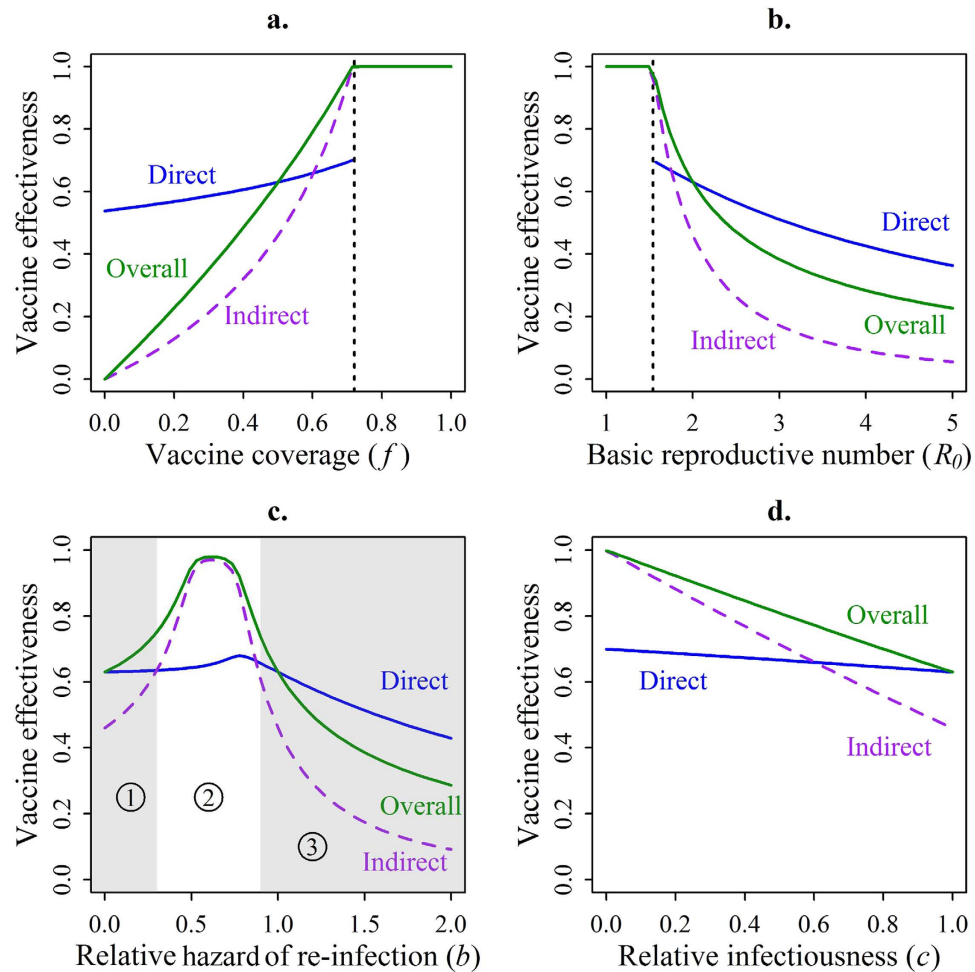 a.
Vaccine effectiveness
1.0
0.8
0.6
0.4
0.2
0.0
Direct
Overall
Indirect
0.0 0.2 0.4 0.6 0.8 1.0
Vaccine coverage (f)
b.
Vaccine effectiveness
1.0
0.8
0.6
0.4
0.2
0.0
Direct
Overall
Indirect
1 2 3 4 5
Basic reproductive number (R0)
c.
Vaccine effectiveness
1.0
0.8
0.6
0.4
0.2
0.0
Direct
Overall
Indirect
1
2
3
0.0 0.5 1.0 1.5 2.0
Relative hazard of re-infection (b)
d.
Vaccine effectiveness
1.0
0.8
0.6
0.4
0.2
0.0
Overall
Direct
Indirect
0.0 0.2 0.4 0.6 0.8 1.0
Relative infectiousness (c)